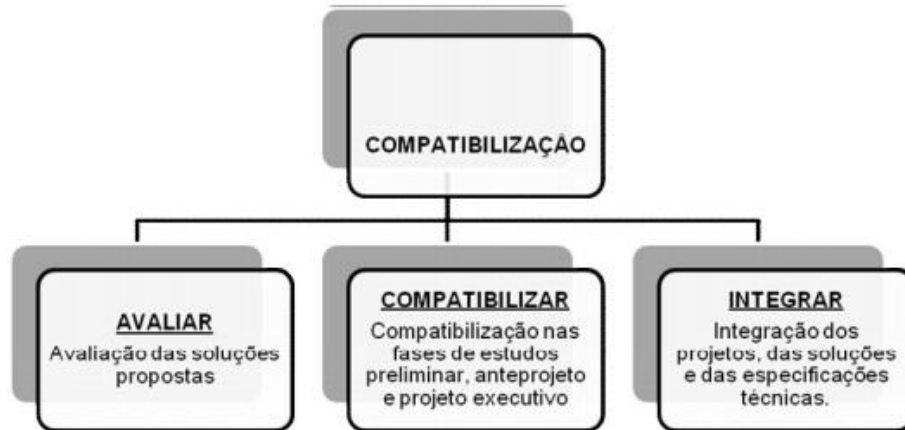 COMPATIBILIZAÇÃO
AVALIAR
Avaliação das soluções
propostas
COMPATIBILIZAR
Compatibilização nas
fases de estudos
preliminar, anteprojeto
e projeto executivo
INTEGRAR
Integração dos
projetos, das soluções
e das especificações
técnicas.